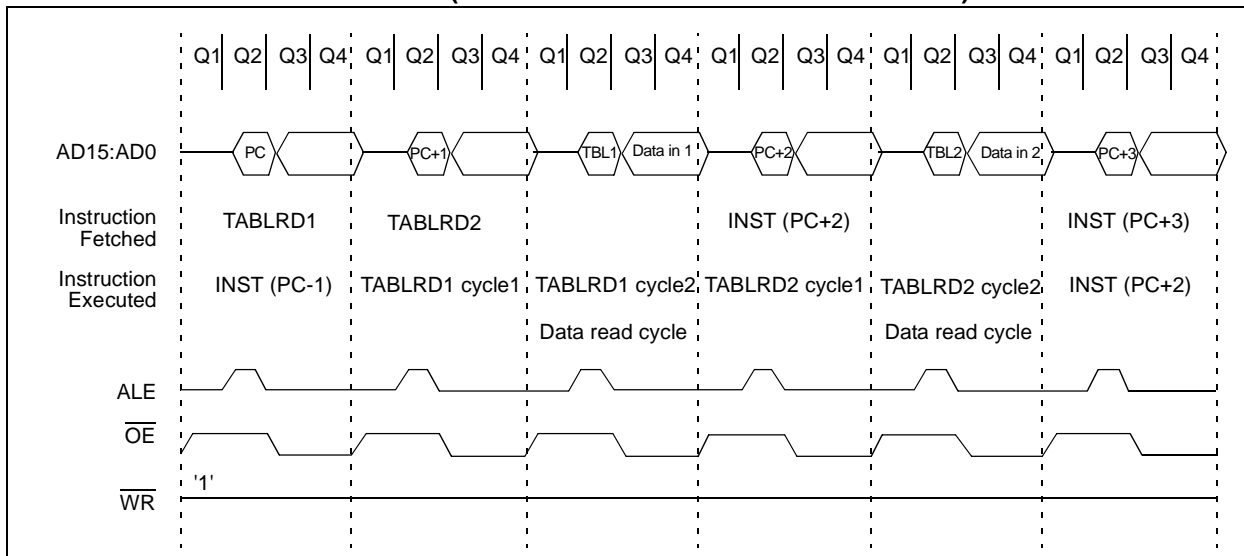 Q1 Q2 Q3 Q4 Q1 Q2 Q3 Q4 Q1 Q2 Q3 Q4 Q1 Q2 Q3 Q4 Q1 Q2 Q3 Q4 Q1 Q2 Q3 Q4
AD15:AD0 PC PC+1 TBL1 Data in 1 PC+2 TBL2 Data in 2 PC+3
Instruction
Fetched
TABLRD1 TABLRD2 INST (PC+2) INST (PC+3)
Instruction
Executed
INST (PC-1) TABLRD1 cycle1 TABLRD1 cycle2 TABLRD2 cycle1 TABLRD2 cycle2 INST (PC+2)
Data read cycle Data read cycle
ALE
OE
'1'
WR